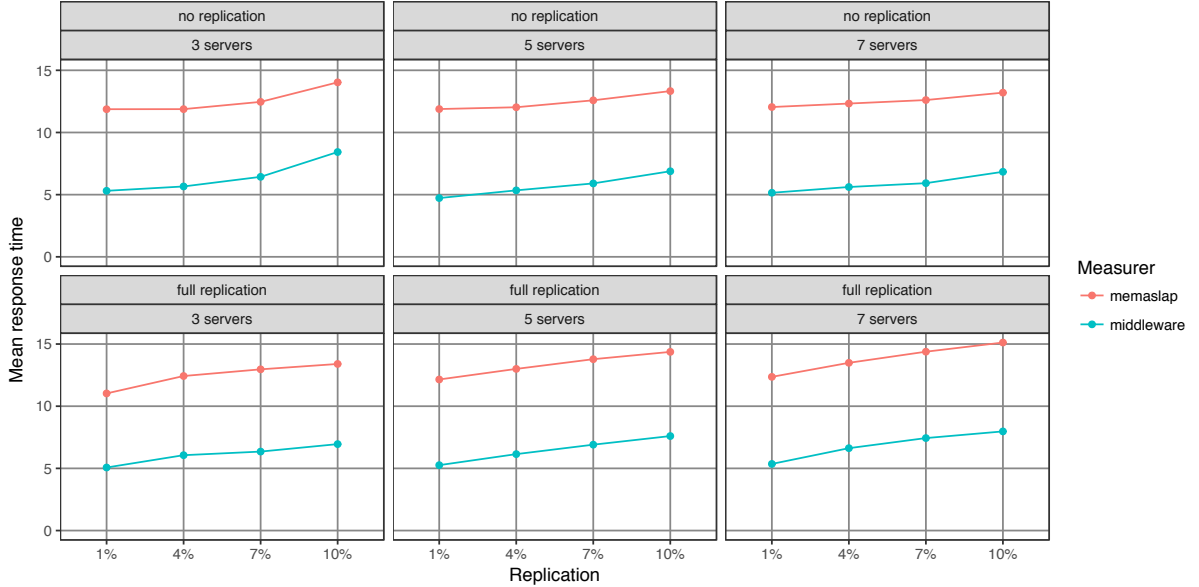 no replication
no replication
no replication
3 servers
5 servers
7 servers
15
10
5
0
Mean response time
full replication
full replication
full replication
3 servers
5 servers
7 servers
15
10
5
0
1% 4% 7% 10%
1% 4% 7% 10%
1% 4% 7% 10%
Replication
Measurer
memaslap
middleware